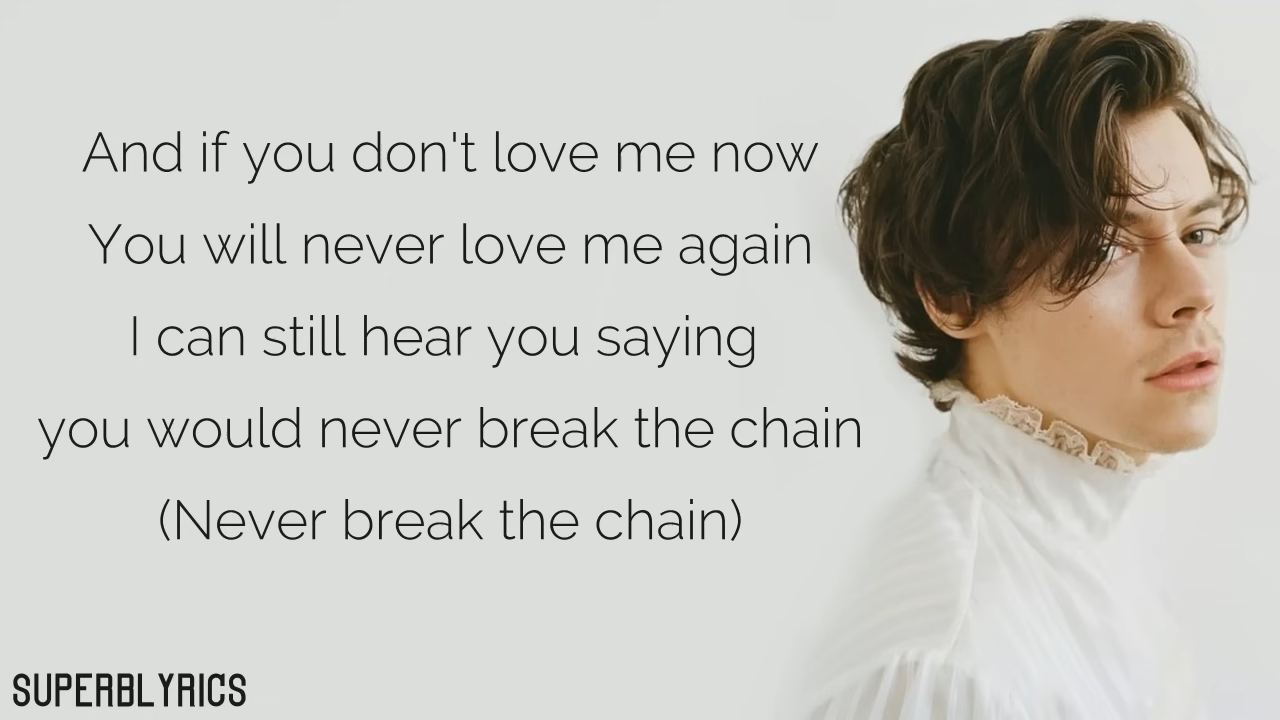 And if you don't love me now
You will never love me again
I can still hear you saying
you would never break the chain
(Never break the chain)
SUPERBLYRICS